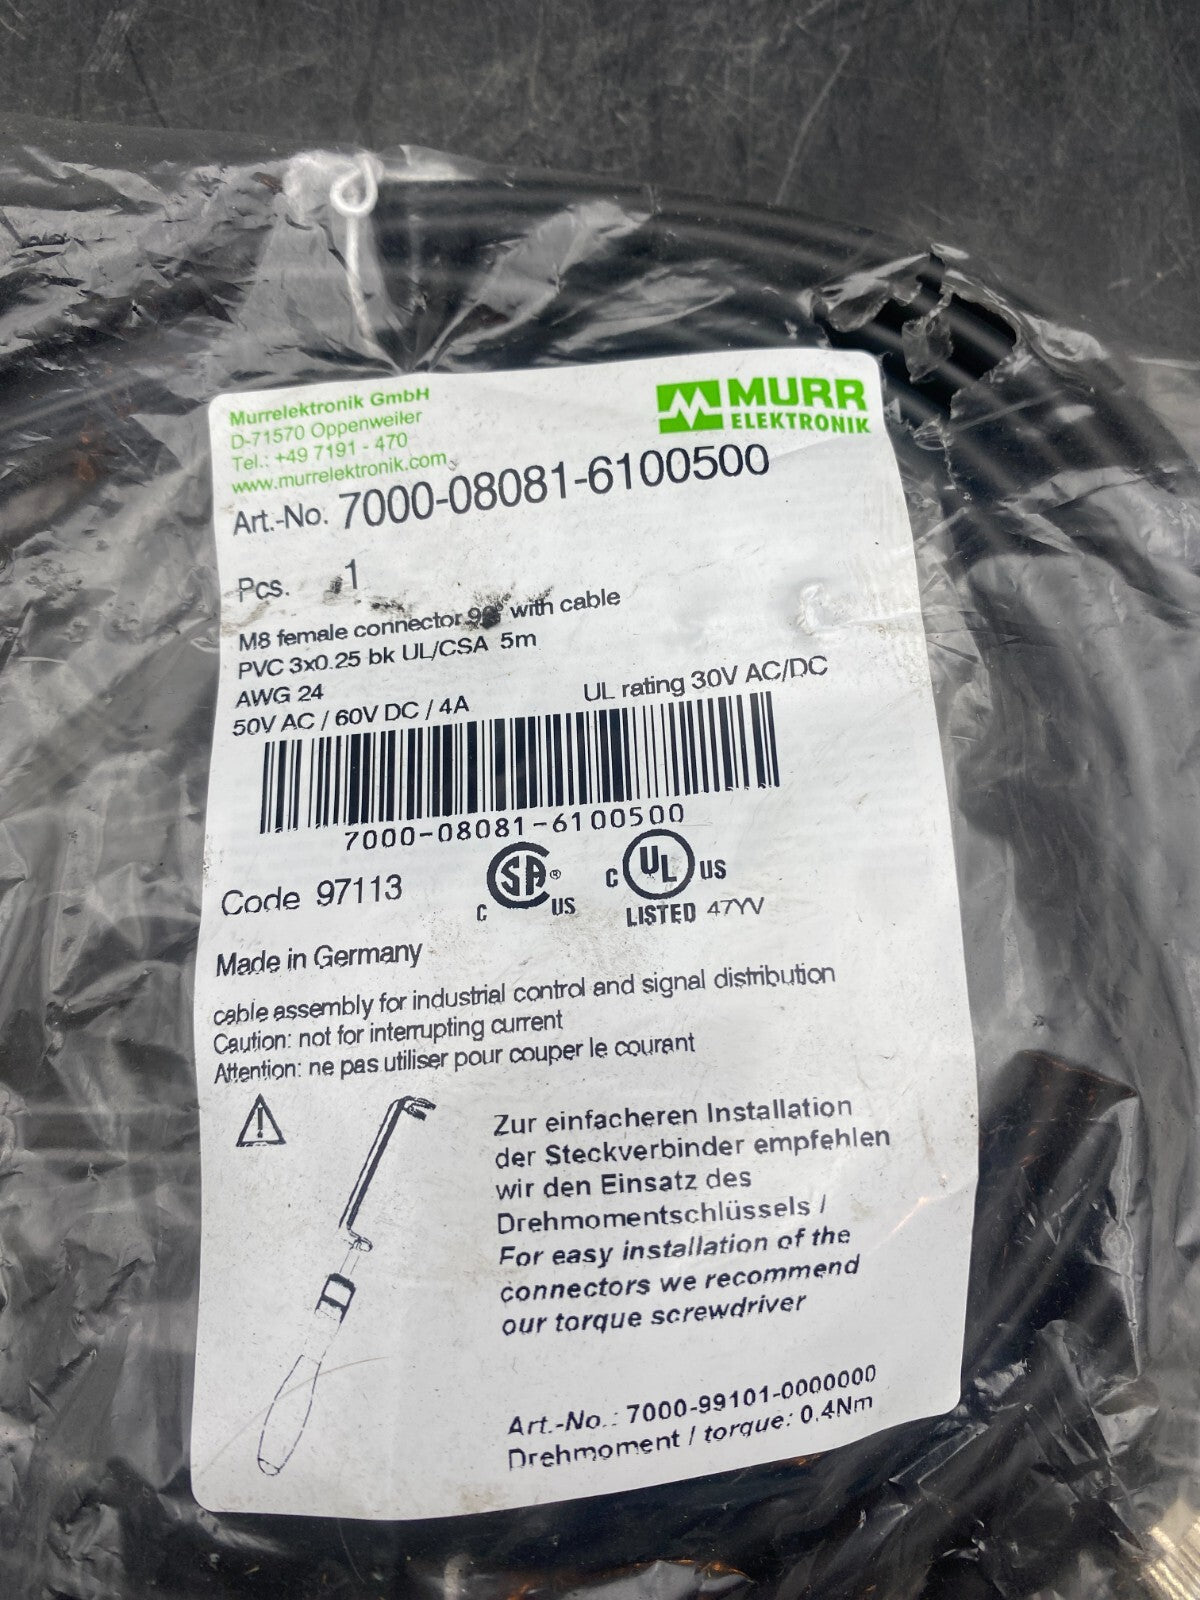 Murrelektronik GmbH
D-71570 Oppenweiler
Tel.: +49 7191 - 470
www.murrelektronik.com
MURR
ELEKTRONIK
Art.-No. 7000-08081-6100500
Pcs. 1
M8 female connector 90° with cable
PVC 3x0.25 bk UL/CSA 5m
AWG 24
50V AC / 60V DC / 4A UL rating 30V AC/DC
7000-08081-6100500
Code 97113
C SA® US
C UL US
LISTED 47YV
Made in Germany
cable assembly for industrial control and signal distribution
Caution: not for interrupting current
Attention: ne pas utiliser pour couper le courant
Zur einfacheren Installation
der Steckverbinder empfehlen
wir den Einsatz des
Drehmomentschlüssels /
For easy installation of the
connectors we recommend
our torque screwdriver
Art.-No.: 7000-99101-0000000
Drehmoment / torque: 0.4Nm